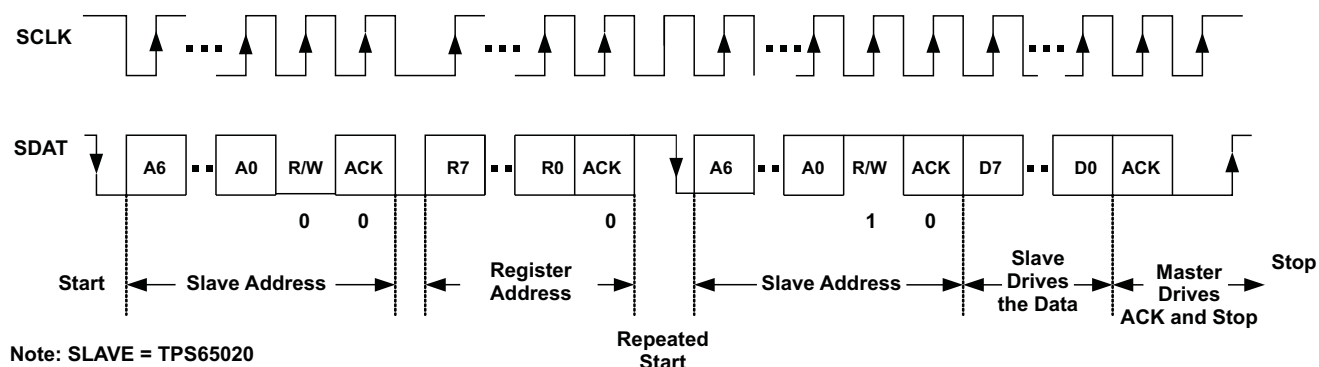 SCLK
SDAT
A6 A0 R/W ACK R7 R0 ACK A6 A0 R/W ACK D7 D0 ACK
0 0 0 1 0
Start
Slave Address
Register
Address
Repeated
Start
Slave Address
Slave
Drives
the Data
Master
Drives
ACK and Stop
Stop
Note: SLAVE = TPS65020